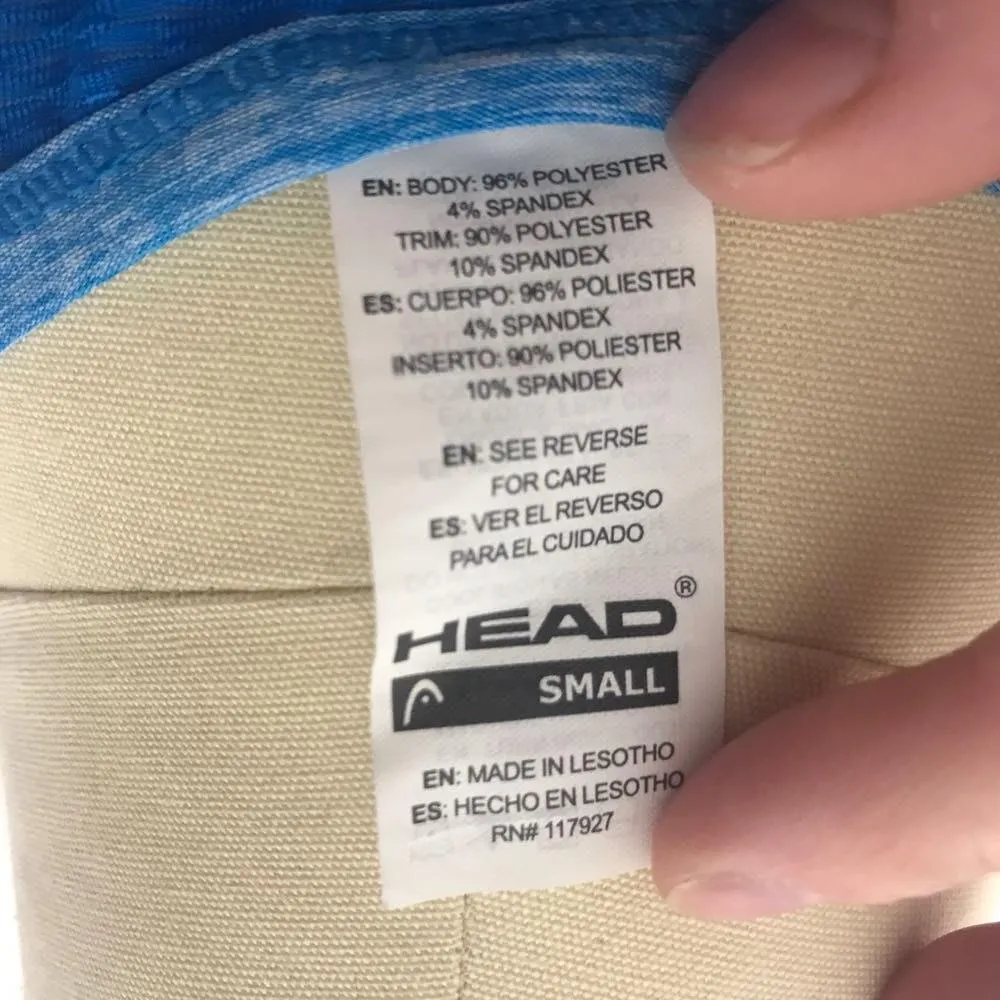 EN: BODY: 96% POLYESTER
4% SPANDEX
TRIM: 90% POLYESTER
10% SPANDEX
ES: CUERPO: 96% POLIESTER
4% SPANDEX
INSERTO: 90% POLIESTER
10% SPANDEX
EN: SEE REVERSE
FOR CARE
ES: VER EL REVERSO
PARA EL CUIDADO
HEAD®
SMALL
EN: MADE IN LESOTHO
ES: HECHO EN LESOTHO
RN# 117927